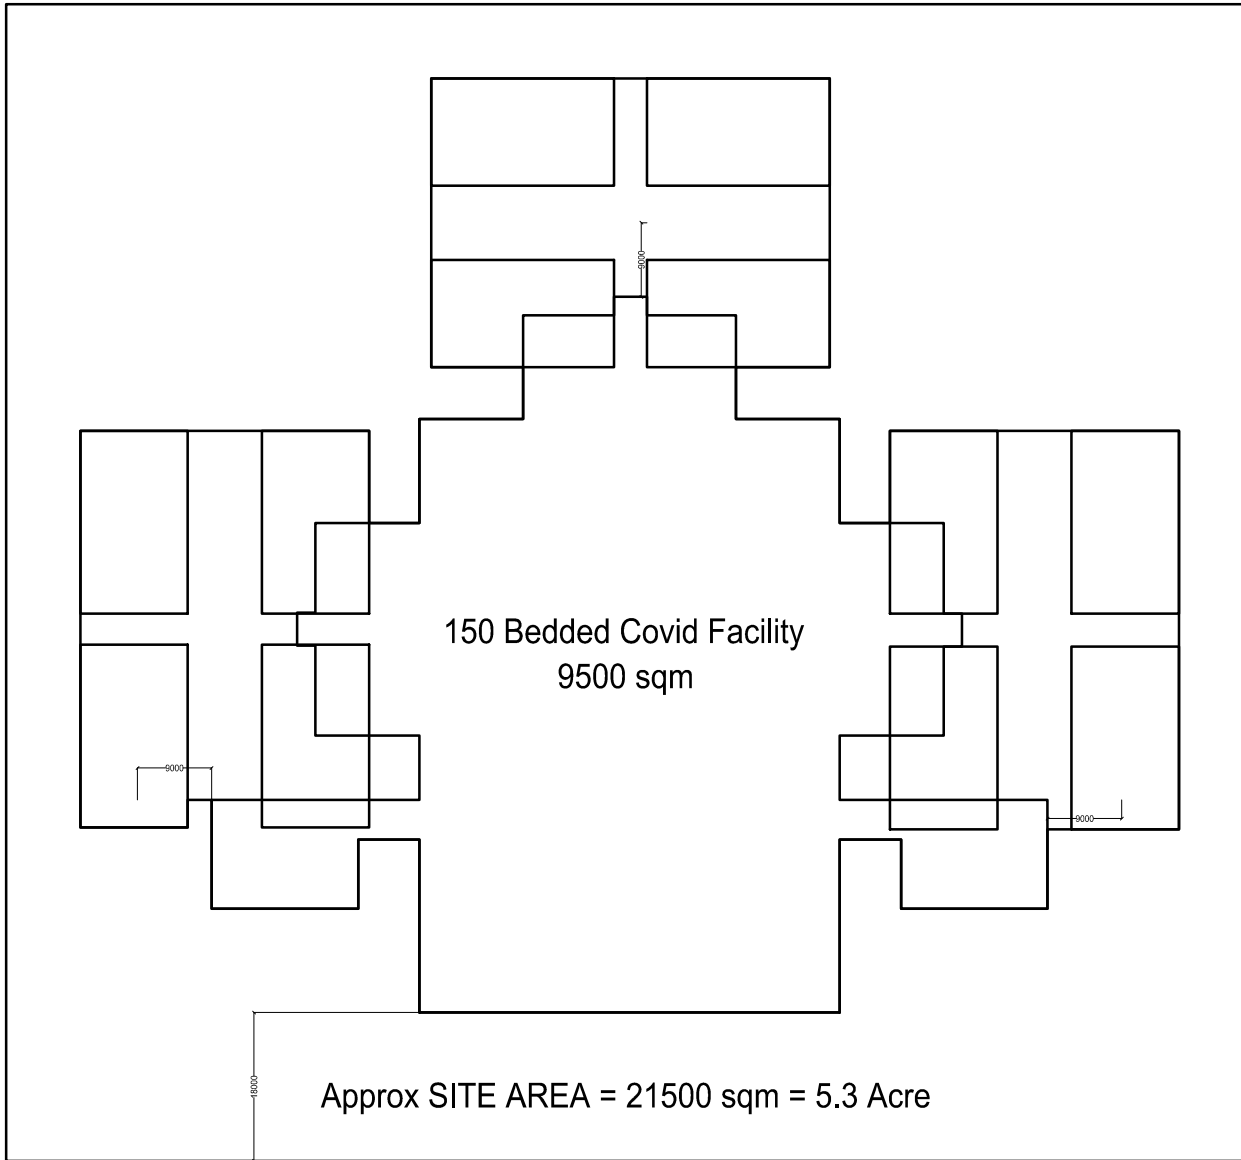 9000
150 Bedded Covid Facility
9500 sqm
9000
9000
18000
Approx SITE AREA = 21500 sqm = 5.3 Acre